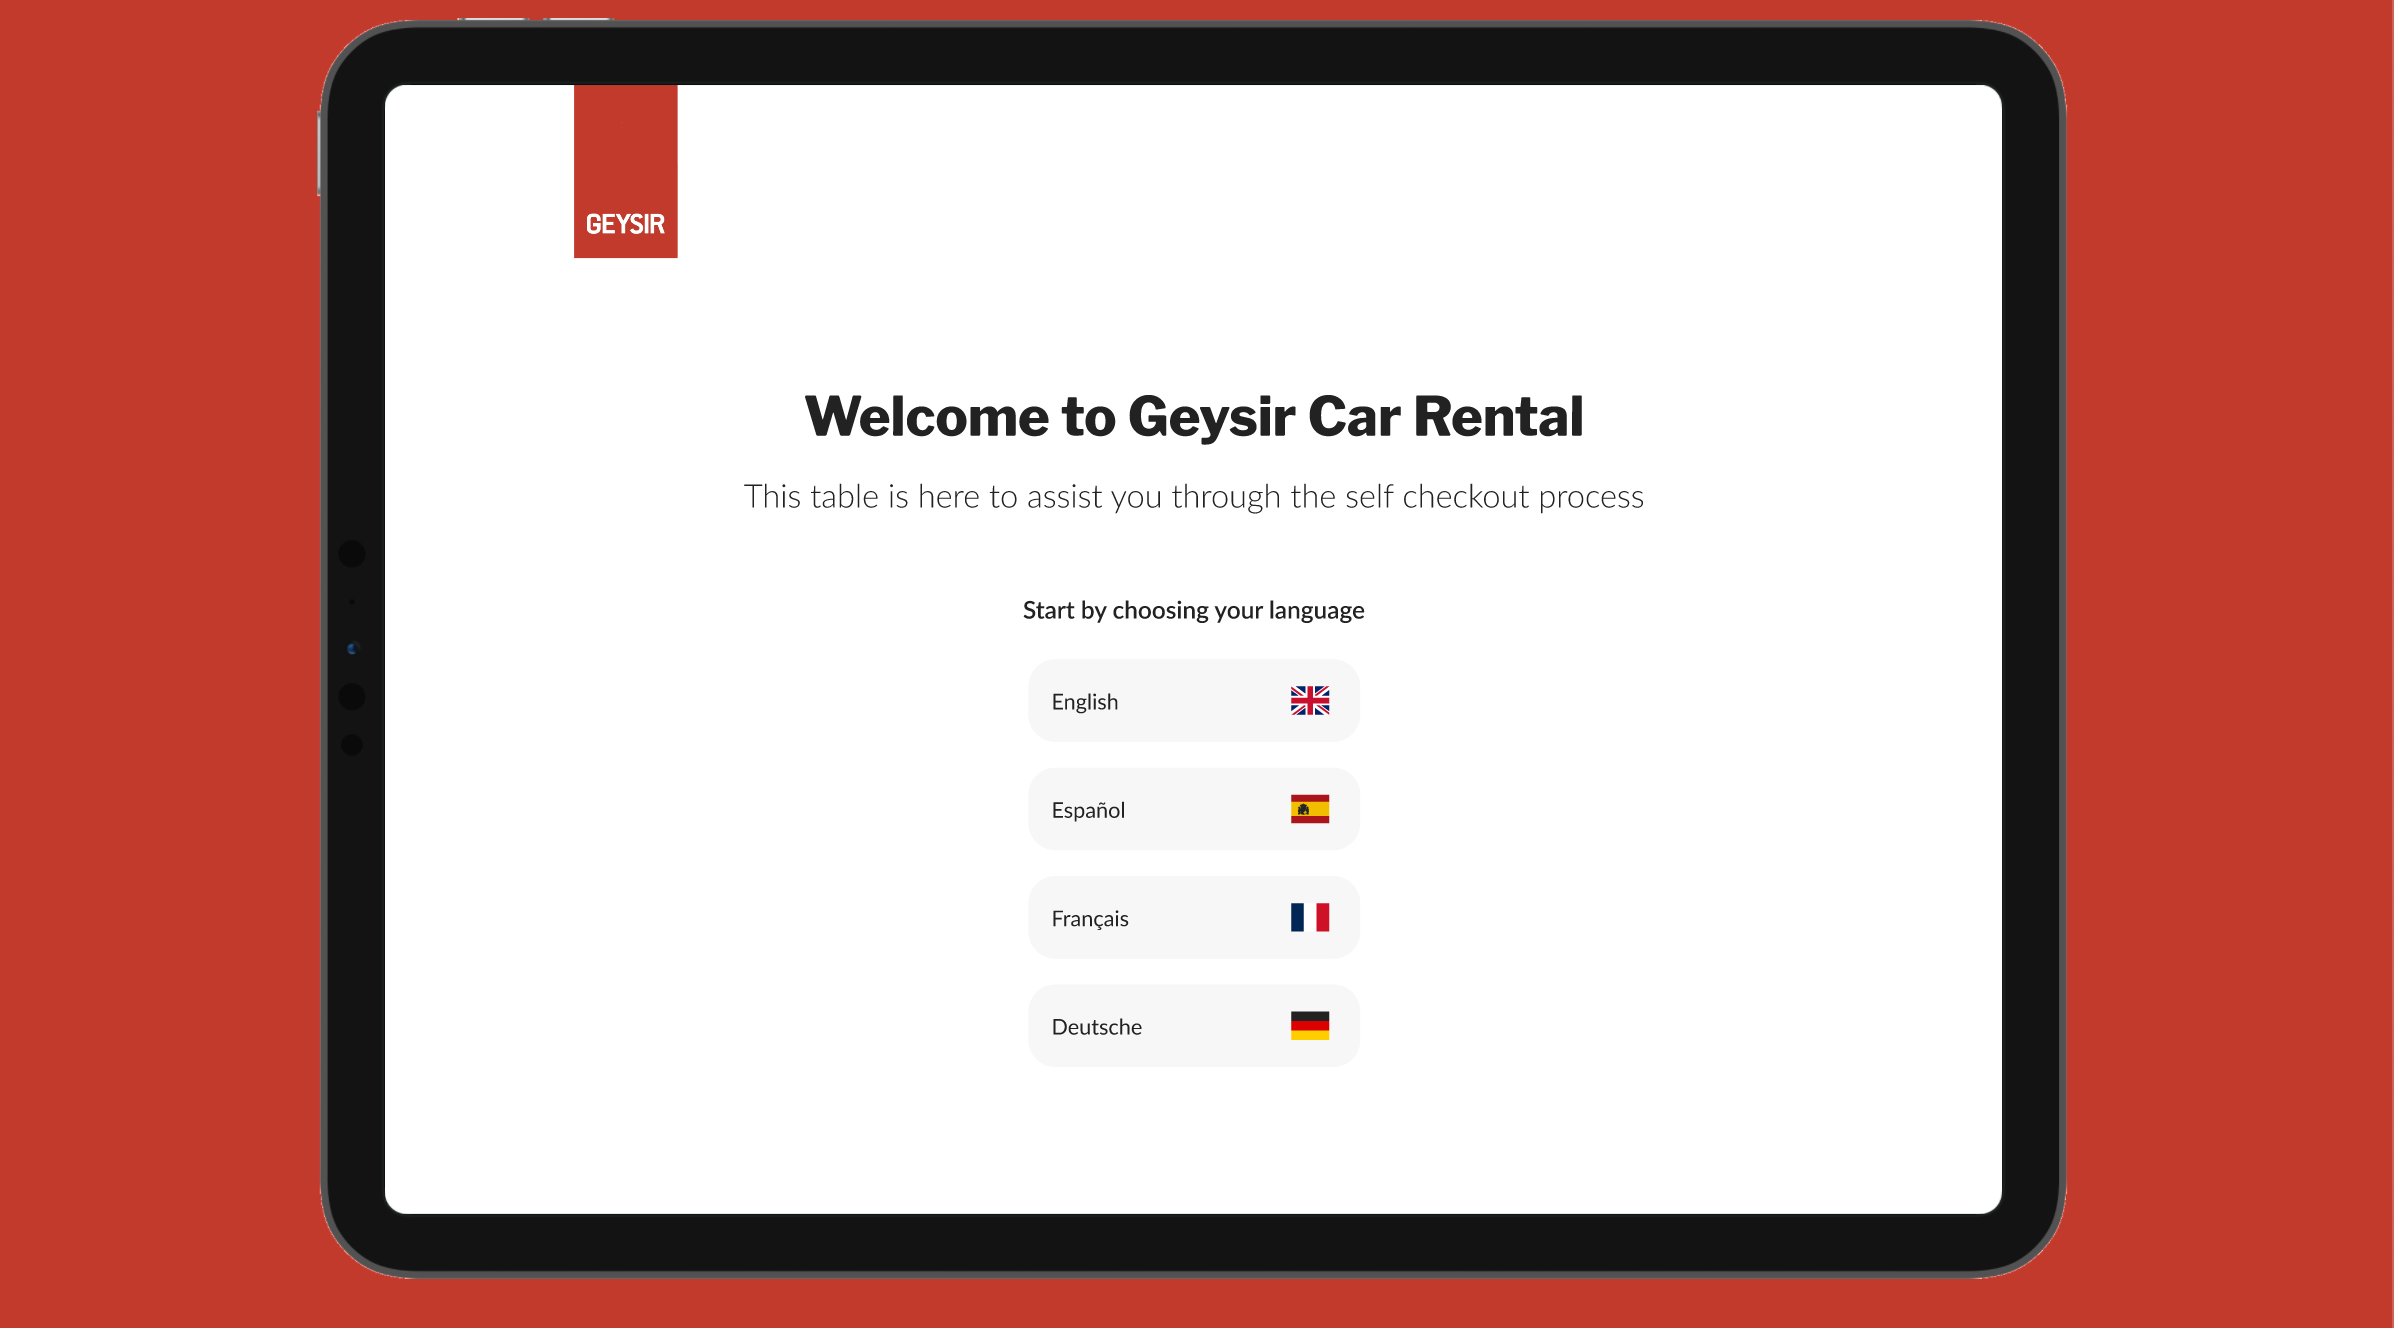 GEYSIR
Welcome to Geysir Car Rental
This table is here to assist you through the self checkout process
Start by choosing your language
English
Español
Français
Deutsche